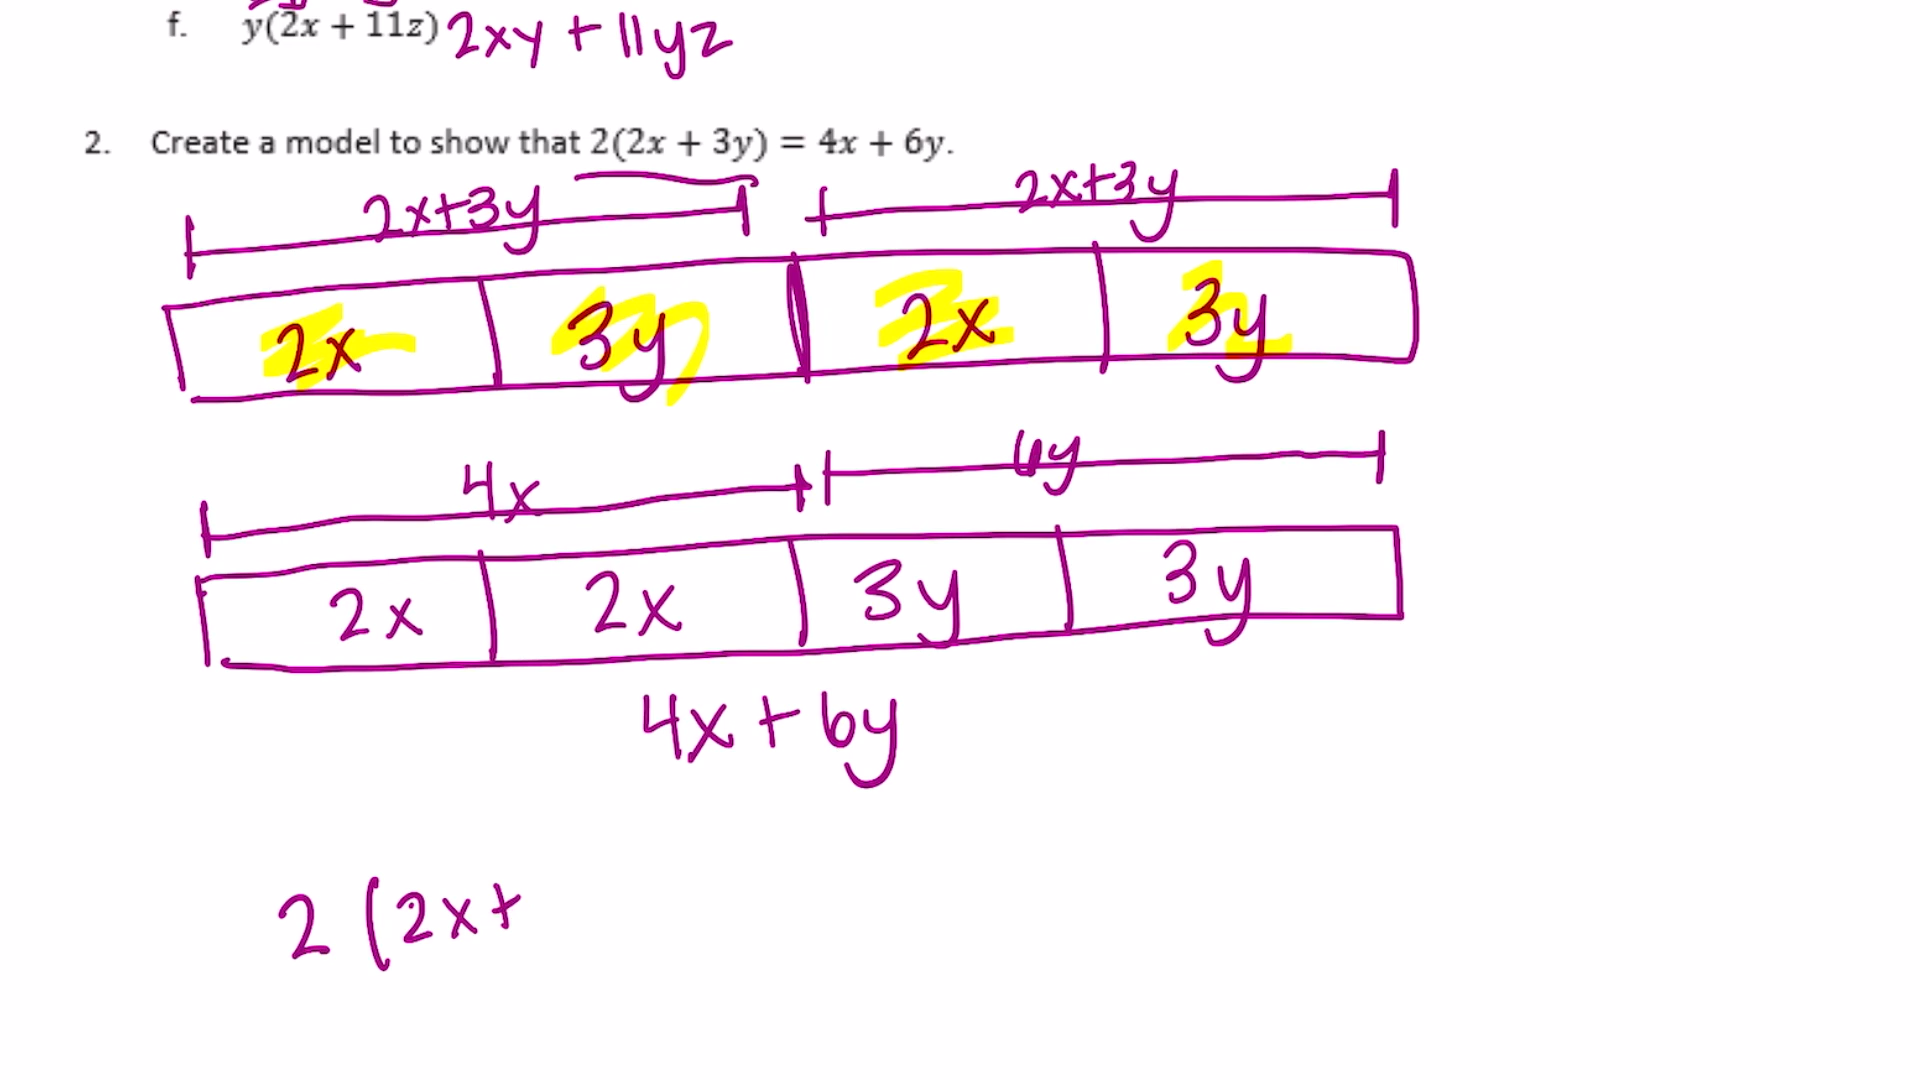 f. y(2x + 11z) 2xy + 11yz
2. Create a model to show that 2(2x + 3y) = 4x + 6y.
2x+3y 2x+3y
2x 3y 2x 3y
4x 6y
2x 2x 3y 3y
4x + 6y
2 (2x+